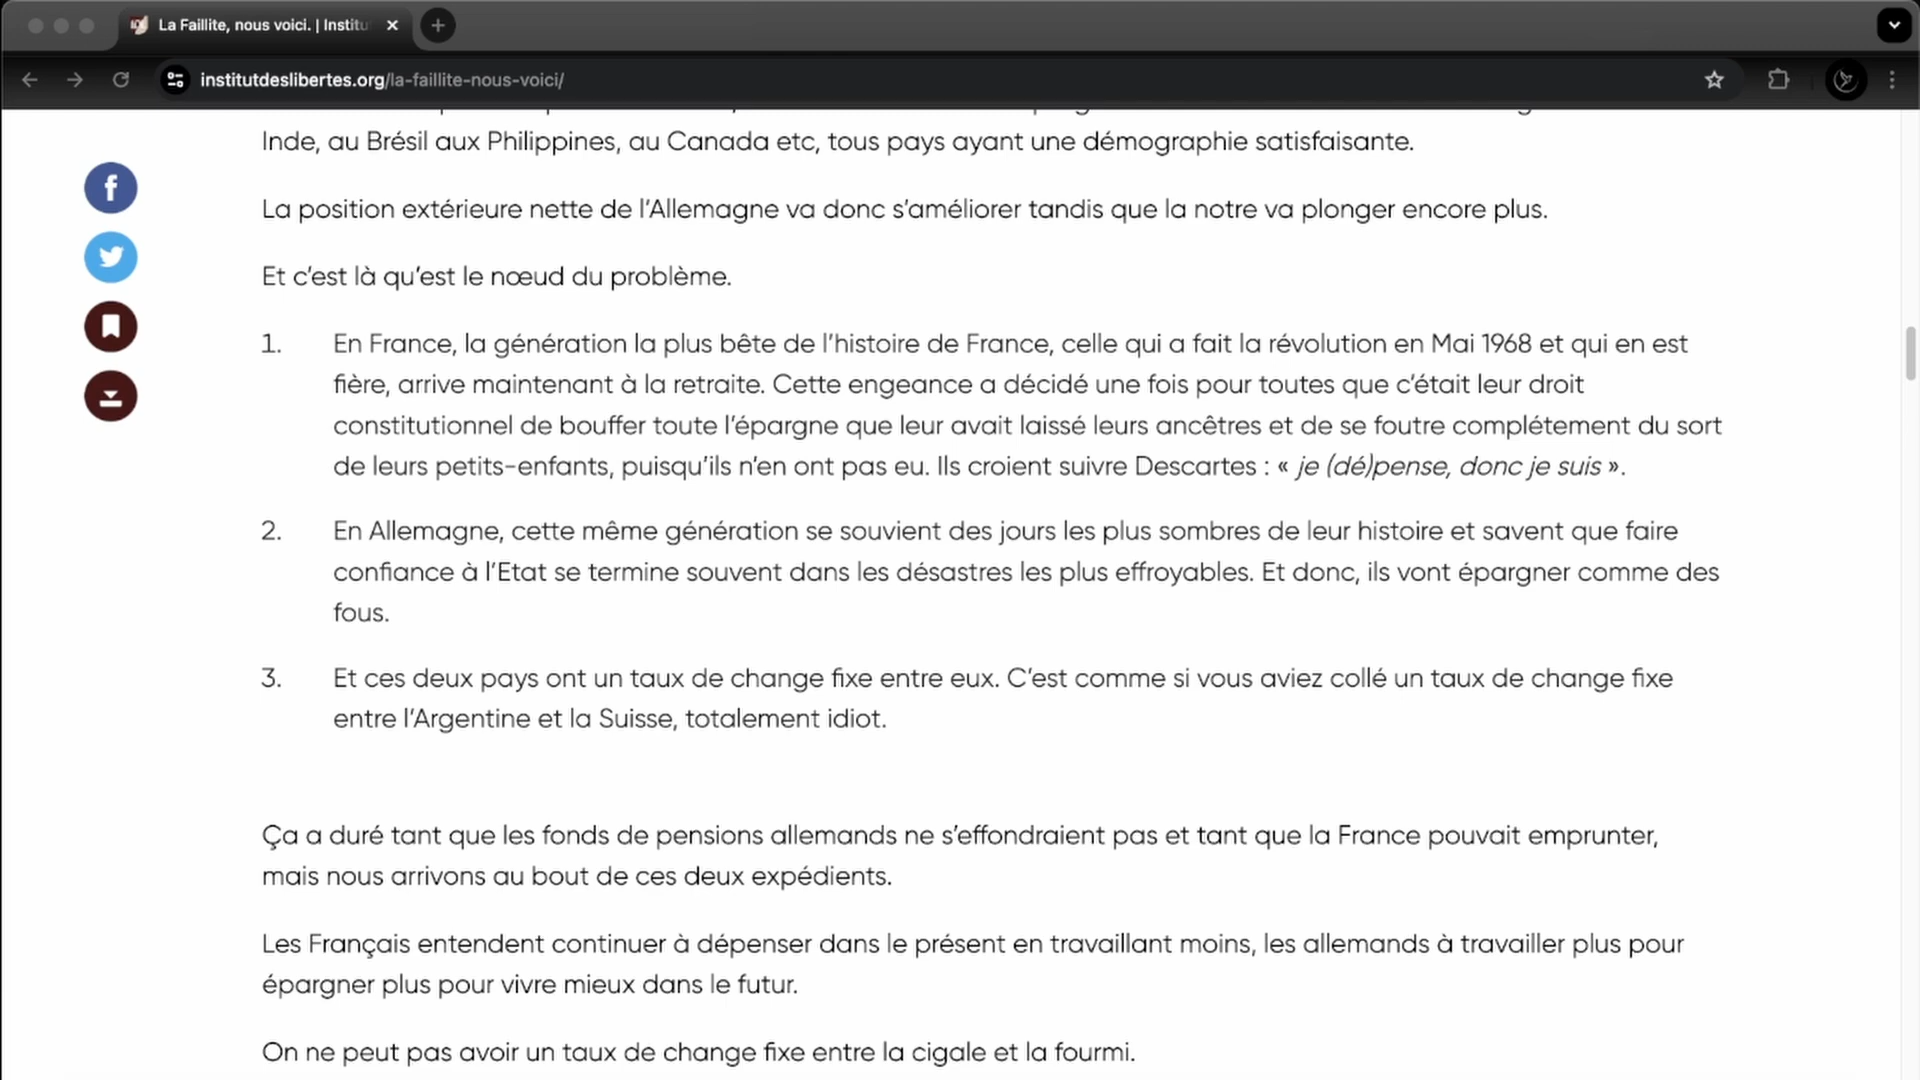 La Faillite, nous voici. | Institu
institutdeslibertes.org/la-faillite-nous-voici/
Inde, au Brésil aux Philippines, au Canada etc, tous pays ayant une démographie satisfaisante.
La position extérieure nette de l’Allemagne va donc s’améliorer tandis que la notre va plonger encore plus.
Et c’est là qu’est le nœud du problème.
1. En France, la génération la plus bête de l’histoire de France, celle qui a fait la révolution en Mai 1968 et qui en est
fière, arrive maintenant à la retraite. Cette engeance a décidé une fois pour toutes que c’était leur droit
constitutionnel de bouffer toute l’épargne que leur avait laissé leurs ancêtres et de se foutre complétement du sort
de leurs petits-enfants, puisqu’ils n’en ont pas eu. Ils croient suivre Descartes : « je (dé)pense, donc je suis ».
2. En Allemagne, cette même génération se souvient des jours les plus sombres de leur histoire et savent que faire
confiance à l’Etat se termine souvent dans les désastres les plus effroyables. Et donc, ils vont épargner comme des
fous.
3. Et ces deux pays ont un taux de change fixe entre eux. C’est comme si vous aviez collé un taux de change fixe
entre l’Argentine et la Suisse, totalement idiot.
Ça a duré tant que les fonds de pensions allemands ne s’effondraient pas et tant que la France pouvait emprunter,
mais nous arrivons au bout de ces deux expédients.
Les Français entendent continuer à dépenser dans le présent en travaillant moins, les allemands à travailler plus pour
épargner plus pour vivre mieux dans le futur.
On ne peut pas avoir un taux de change fixe entre la cigale et la fourmi.